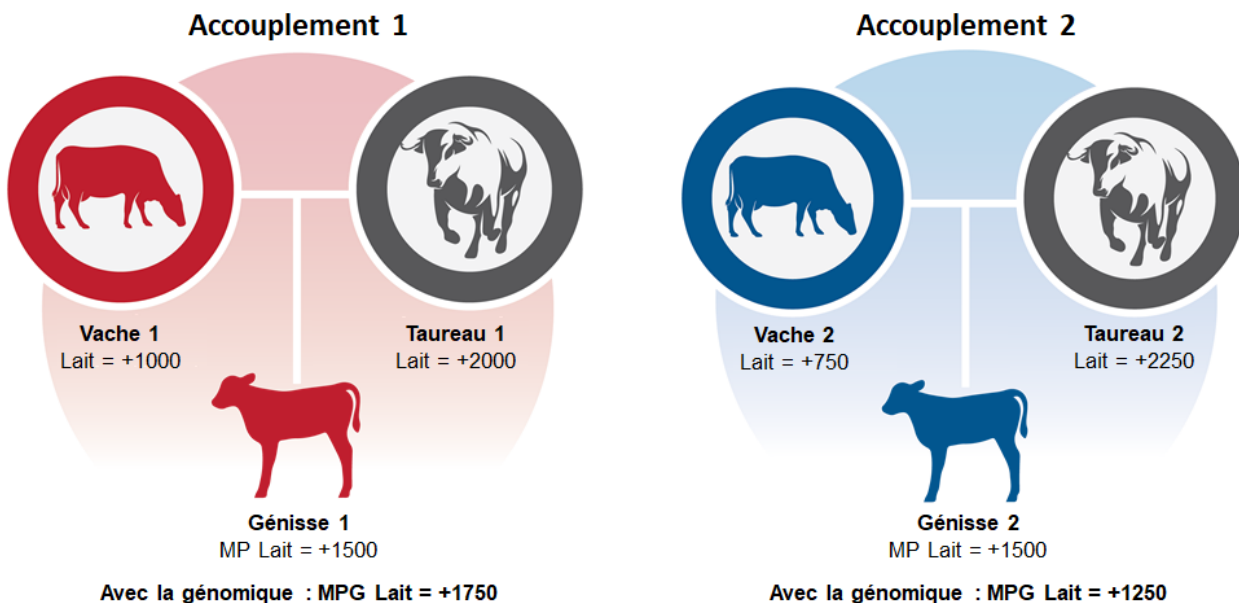 Accouplement 1
Vache 1
Lait = +1000
Taureau 1
Lait = +2000
Génisse 1
MP Lait = +1500
Avec la génomique : MPG Lait = +1750
Accouplement 2
Vache 2
Lait = +750
Taureau 2
Lait = +2250
Génisse 2
MP Lait = +1500
Avec la génomique : MPG Lait = +1250